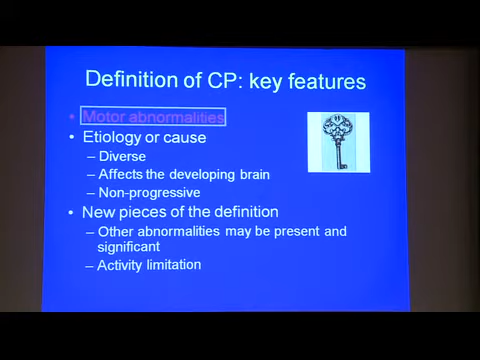 Definition of CP: key features
• Motor abnormalities
• Etiology or cause
– Diverse
– Affects the developing brain
– Non-progressive
• New pieces of the definition
– Other abnormalities may be present and
significant
– Activity limitation